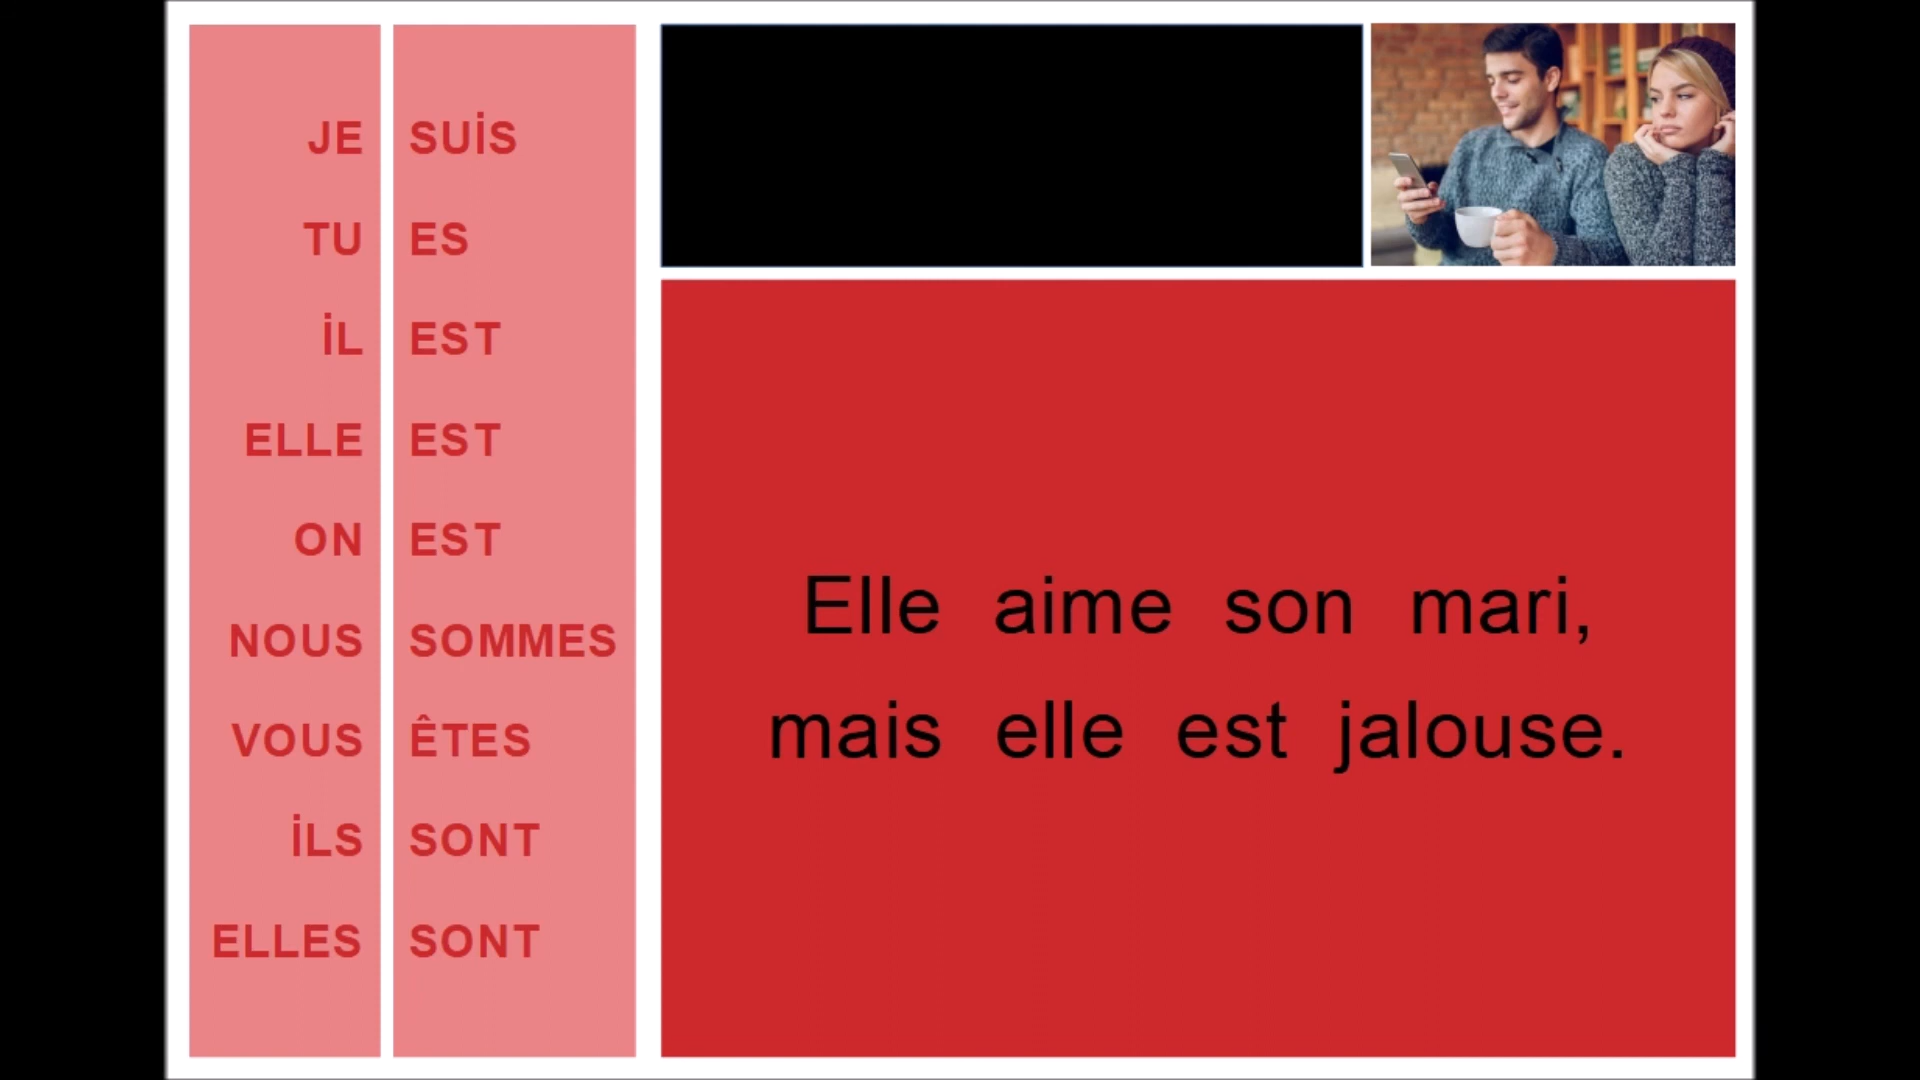 JE SUİS
TU ES
İL EST
ELLE EST
ON EST
NOUS SOMMES
VOUS ÊTES
İLS SONT
ELLES SONT
Elle aime son mari,
mais elle est jalouse.